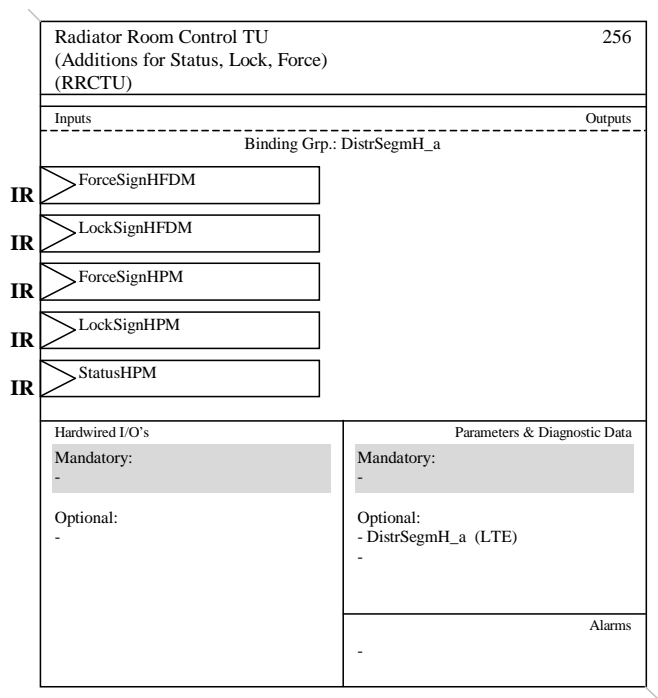 Radiator Room Control TU 256
(Additions for Status, Lock, Force)
(RRCTU)
Inputs Outputs
Binding Grp.: DistrSegmH_a
IR ForceSignHFDM
IR LockSignHFDM
IR ForceSignHPM
IR LockSignHPM
IR StatusHPM
Hardwired I/O's
Mandatory:
-
Optional:
-
Parameters & Diagnostic Data
Mandatory:
-
Optional:
- DistrSegmH_a (LTE)
-
Alarms
-